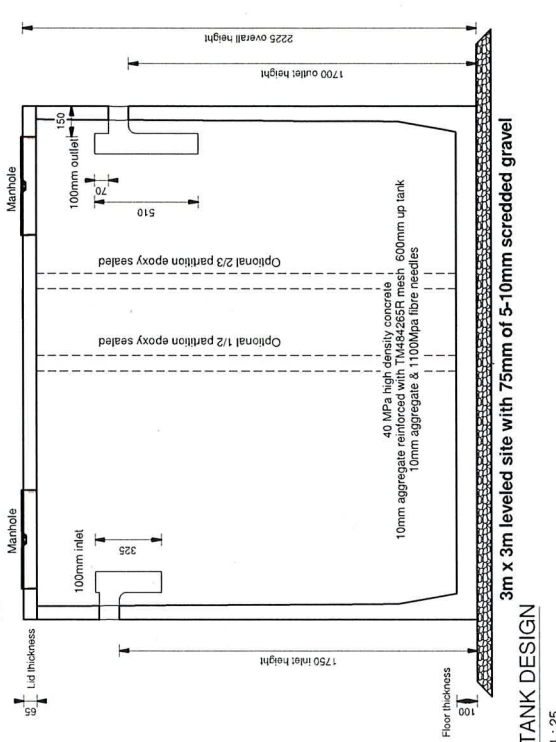 Manhole
Manhole
65
Lid thickness
100mm inlet
325
1750 inlet height
Optional 1/2 partition epoxy sealed
Optional 2/3 partition epoxy sealed
100mm outlet
150
70
510
1700 outlet height
2225 overall height
40 MPa high density concrete
10mm aggregate reinforced with TM484265R mesh 600mm up tank
10mm aggregate & 1100Mpa fibre needles
Floor thickness
100
3m x 3m leveled site with 75mm of 5-10mm scredded gravel
TANK DESIGN